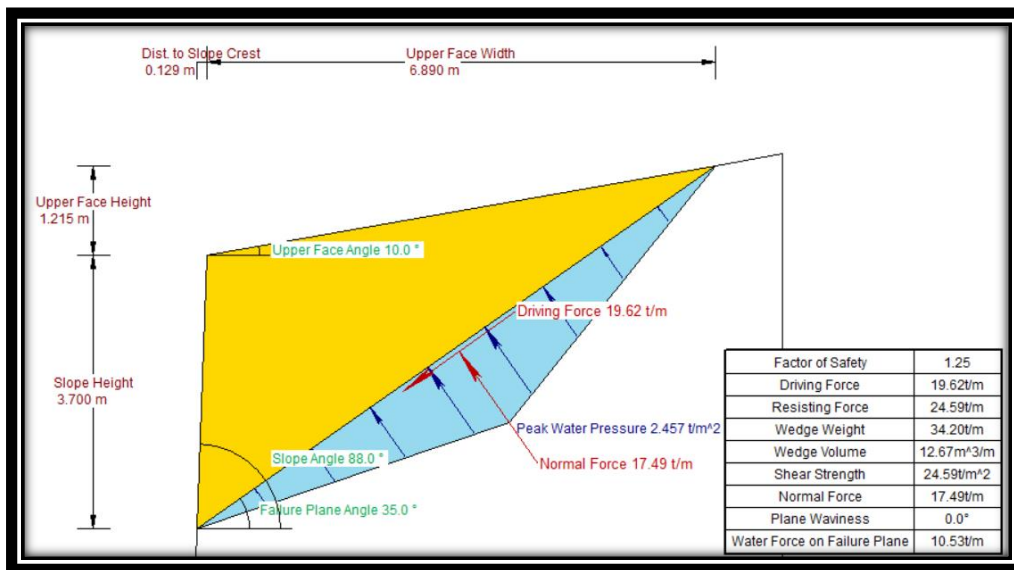 Dist. to Slope Crest
0.129 m
Upper Face Width
6.890 m
Upper Face Height
1.215 m
Upper Face Angle 10.0 °
Driving Force 19.62 t/m
Slope Height
3.700 m
Peak Water Pressure 2.457 t/m^2
Slope Angle 88.0 °
Normal Force 17.49 t/m
Failure Plane Angle 35.0 °
Factor of Safety 1.25
Driving Force 19.62t/m
Resisting Force 24.59t/m
Wedge Weight 34.20t/m
Wedge Volume 12.67m^3/m
Shear Strength 24.59t/m^2
Normal Force 17.49t/m
Plane Waviness 0.0°
Water Force on Failure Plane 10.53t/m